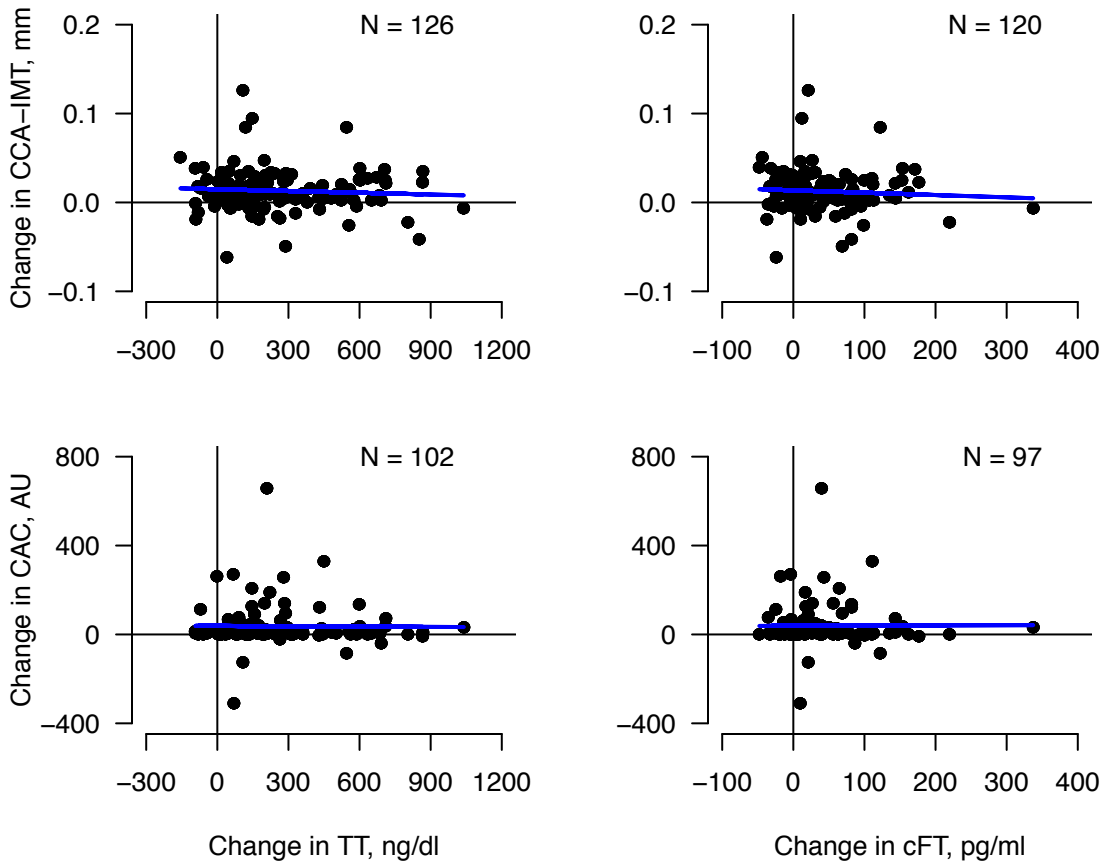 N = 126
Change in CCA−IMT, mm
0.2
0.1
0.0
−0.1
−300 0 300 600 900 1200
N = 120
0.2
0.1
0.0
−0.1
−100 0 100 200 300 400
N = 102
Change in CAC, AU
800
400
0
−400
−300 0 300 600 900 1200
Change in TT, ng/dl
N = 97
800
400
0
−400
−100 0 100 200 300 400
Change in cFT, pg/ml